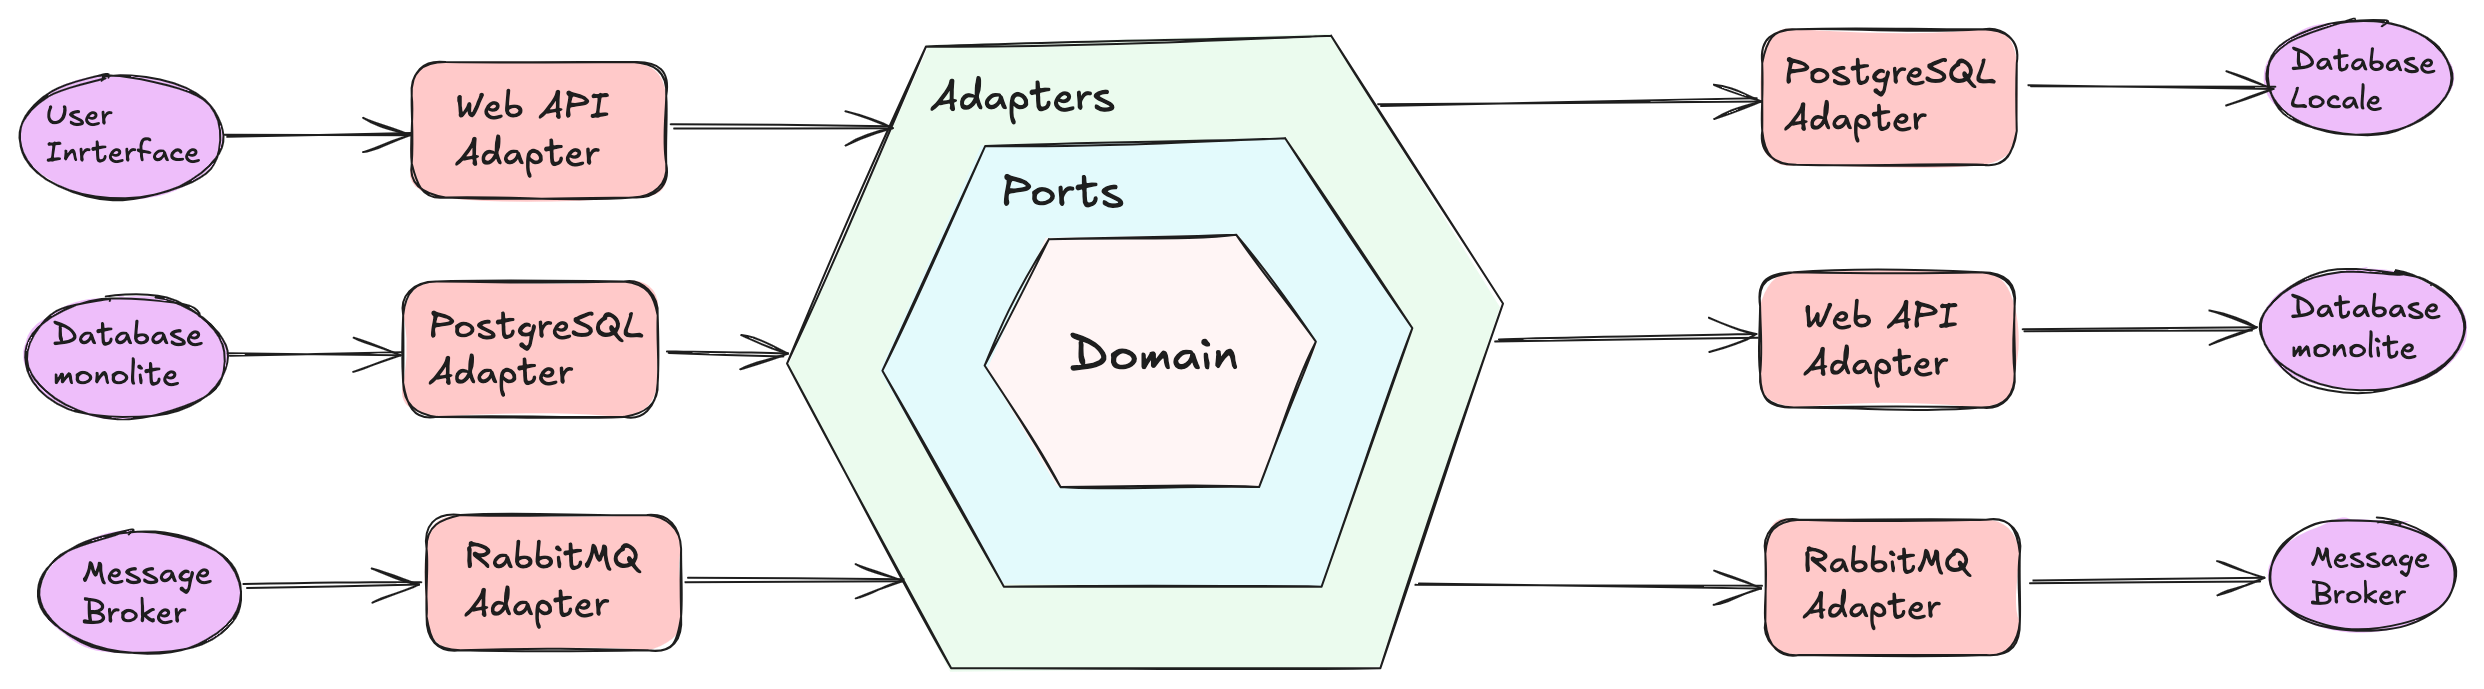 User
Inrterface
Web API
Adapter
Database
monolite
PostgreSQL
Adapter
Message
Broker
RabbitMQ
Adapter
Adapters
Ports
Domain
PostgreSQL
Adapter
Database
Locale
Web API
Adapter
Database
monolite
RabbitMQ
Adapter
Message
Broker